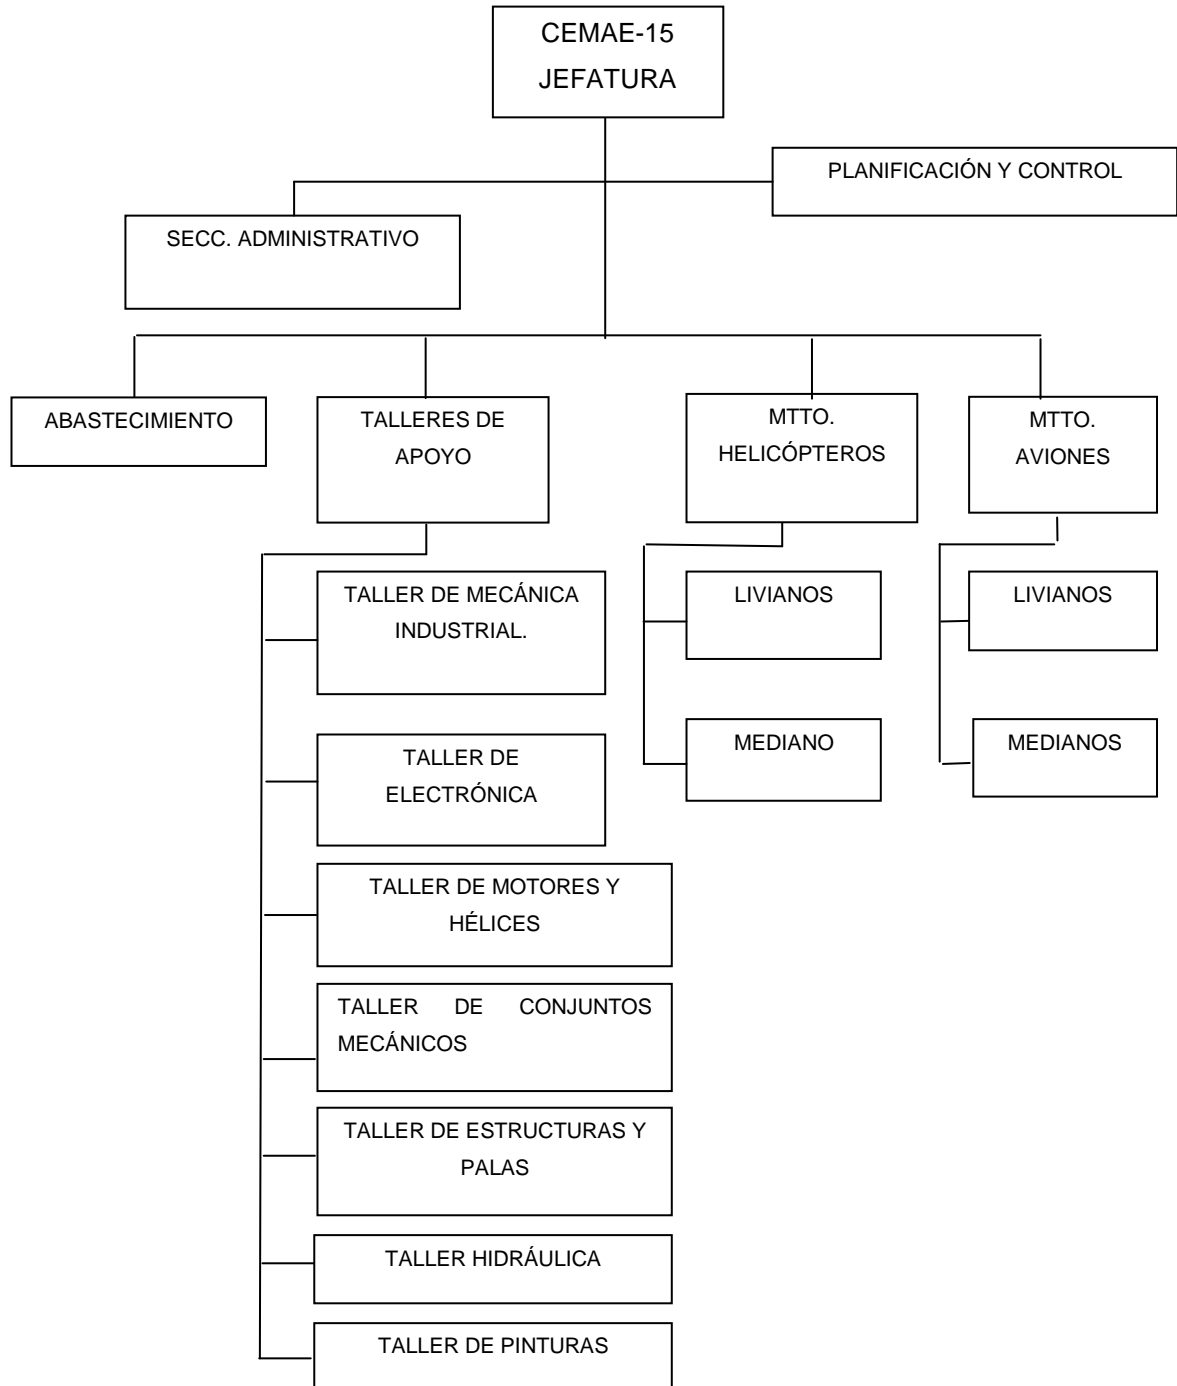 CEMAE-15
JEFATURA
PLANIFICACIÓN Y CONTROL
SECC. ADMINISTRATIVO
ABASTECIMIENTO
TALLERES DE
APOYO
MTTO.
HELICÓPTEROS
MTTO.
AVIONES
TALLER DE MECÁNICA
INDUSTRIAL.
TALLER DE
ELECTRÓNICA
TALLER DE MOTORES Y
HÉLICES
TALLER DE CONJUNTOS
MECÁNICOS
TALLER DE ESTRUCTURAS Y
PALAS
TALLER HIDRÁULICA
TALLER DE PINTURAS
LIVIANOS
MEDIANO
LIVIANOS
MEDIANOS